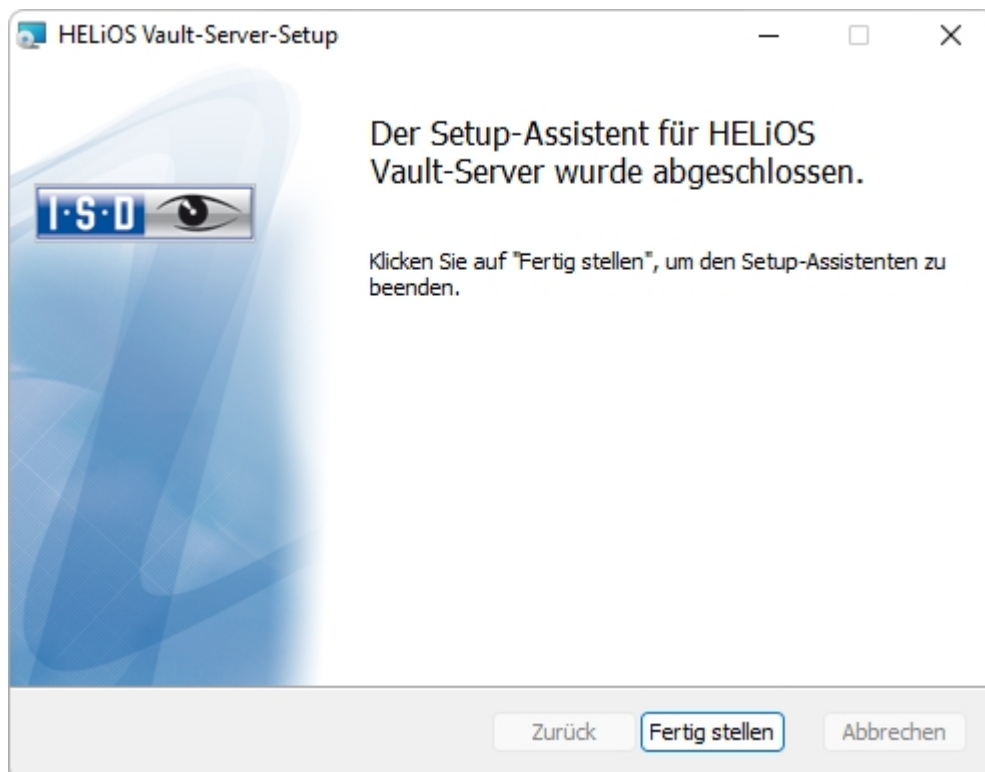 HELiOS Vault-Server-Setup
Der Setup-Assistent für HELiOS
Vault-Server wurde abgeschlossen.
I·S·D
Klicken Sie auf "Fertig stellen", um den Setup-Assistenten zu
beenden.
Zurück
Fertig stellen
Abbrechen